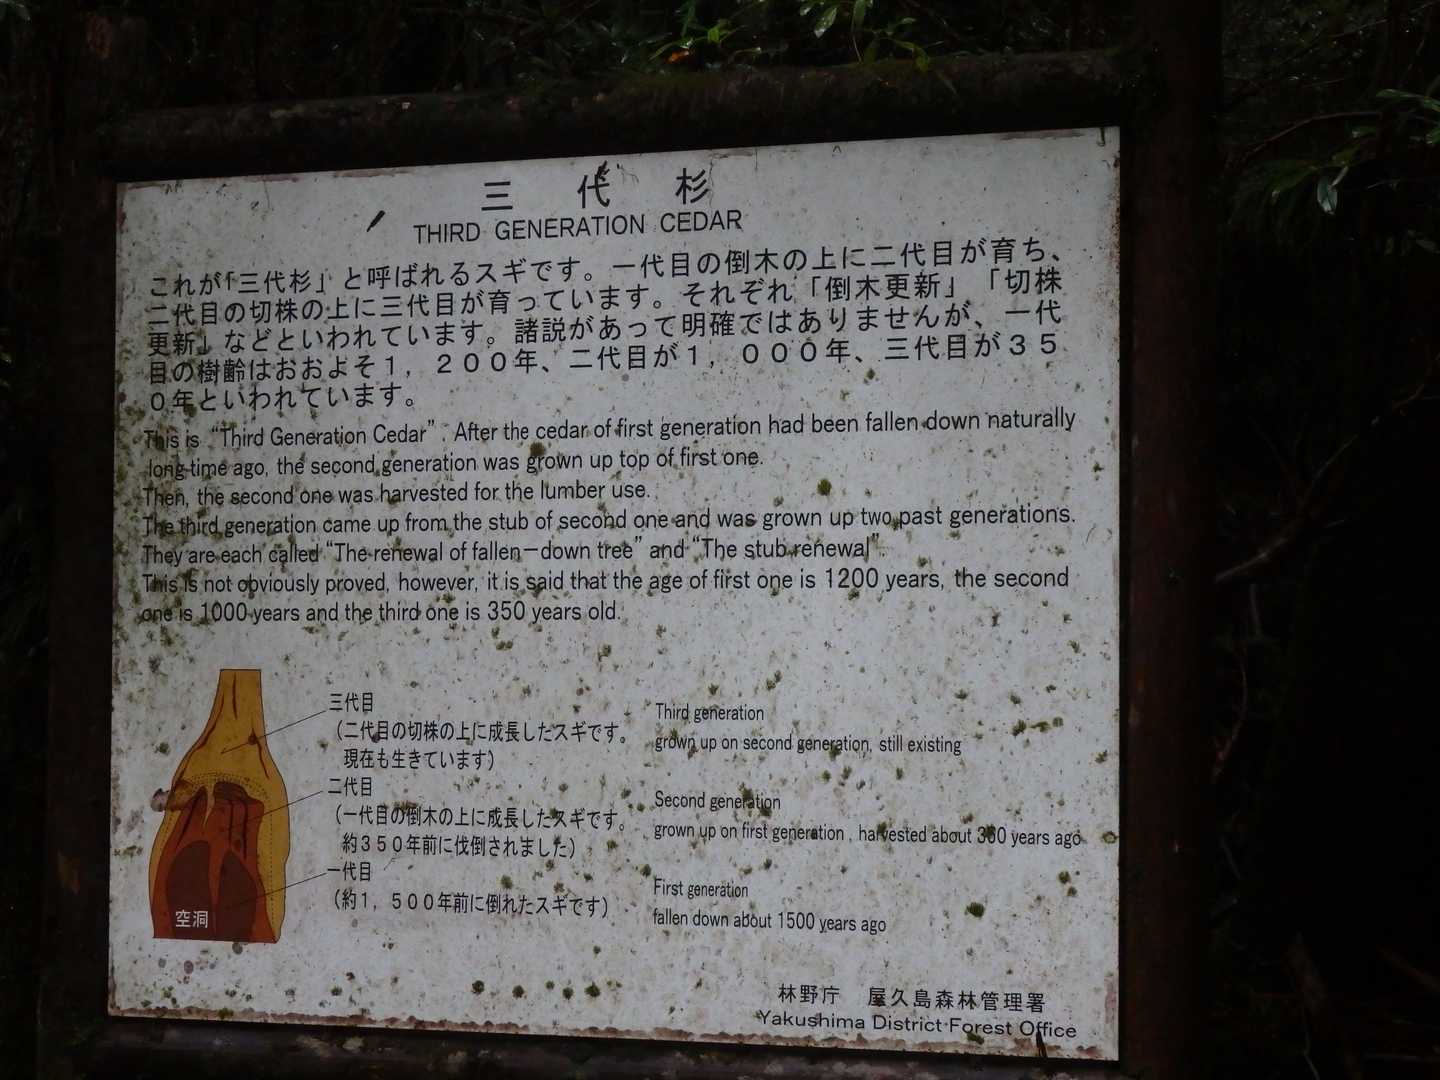 三代杉
THIRD GENERATION CEDAR
これが「三代杉」と呼ばれるスギです。一代目の倒木の上に二代目が育ち、
二代目の切株の上に三代目が育っています。それぞれ「倒木更新」「切株
更新」などといわれています。諸説があって明確ではありませんが、一代
目の樹齢はおおよそ1，200年、二代目が1，000年、三代目が35
0年といわれています。
This is “Third Generation Cedar”. After the cedar of first generation had been fallen down naturally
long time ago, the second generation was grown up top of first one.
Then, the second one was harvested for the lumber use.
The third generation came up from the stub of second one and was grown up two past generations.
They are each called “The renewal of fallen－down tree” and “The stub renewal”.
This is not obviously proved, however, it is said that the age of first one is 1200 years, the second
one is 1000 years and the third one is 350 years old.
三代目
（二代目の切株の上に成長したスギです。
現在も生きています）
Third generation
grown up on second generation, still existing
二代目
（一代目の倒木の上に成長したスギです。
約350年前に伐倒されました）
Second generation
grown up on first generation, harvested about 350 years ago
一代目
（約1，500年前に倒れたスギです）
First generation
fallen down about 1500 years ago
空洞
林野庁　屋久島森林管理署
Yakushima District Forest Office